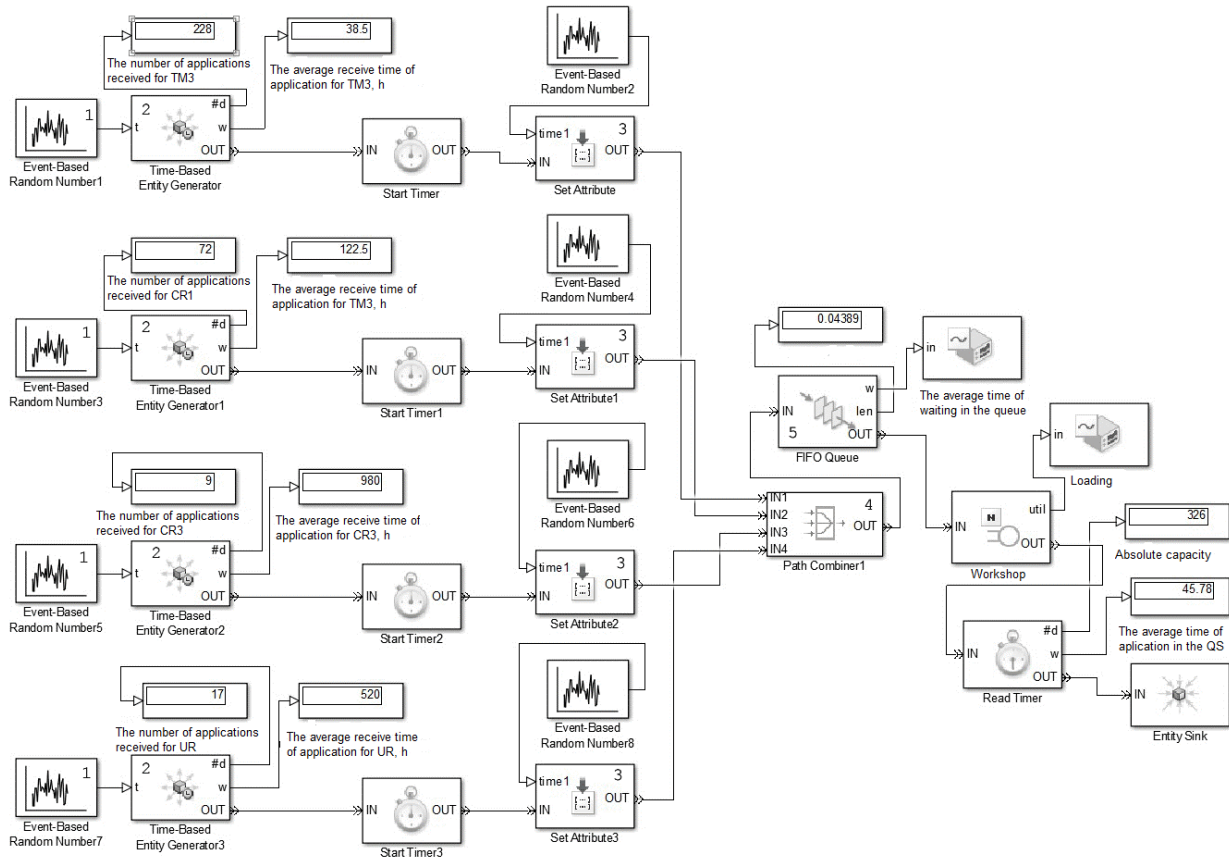 228
The number of applications
received for TM3
38.5
The average receive time of
application for TM3, h
Event-Based
Random Number2
1
Event-Based
Random Number1
2
t
#d
w
OUT
Time-Based
Entity Generator
IN
OUT
Start Timer
time1
IN
3
OUT
Set Attribute
72
The number of applications
received for CR1
122.5
The average receive time of
application for TM3, h
Event-Based
Random Number4
1
Event-Based
Random Number3
2
t
#d
w
OUT
Time-Based
Entity Generator1
IN
OUT
Start Timer1
time1
IN
3
OUT
Set Attribute1
9
The number of applications
received for CR3
980
The average receive time of
application for CR3, h
Event-Based
Random Number6
1
Event-Based
Random Number5
2
t
#d
w
OUT
Time-Based
Entity Generator2
IN
OUT
Start Timer2
time1
IN
3
OUT
Set Attribute2
17
The number of applications
received for UR
520
The average receive time
of application for UR, h
Event-Based
Random Number8
1
Event-Based
Random Number7
2
t
#d
w
OUT
Time-Based
Entity Generator3
IN
OUT
Start Timer3
time1
IN
3
OUT
Set Attribute3
0.04389
IN
5
w
len
OUT
FIFO Queue
in
The average time of
waiting in the queue
in
Loading
IN1
IN2
IN3
IN4
4
OUT
Path Combiner1
IN
N
util
OUT
Workshop
326
Absolute capacity
45.78
The average time of
aplication in the QS
IN
#d
w
OUT
Read Timer
IN
Entity Sink